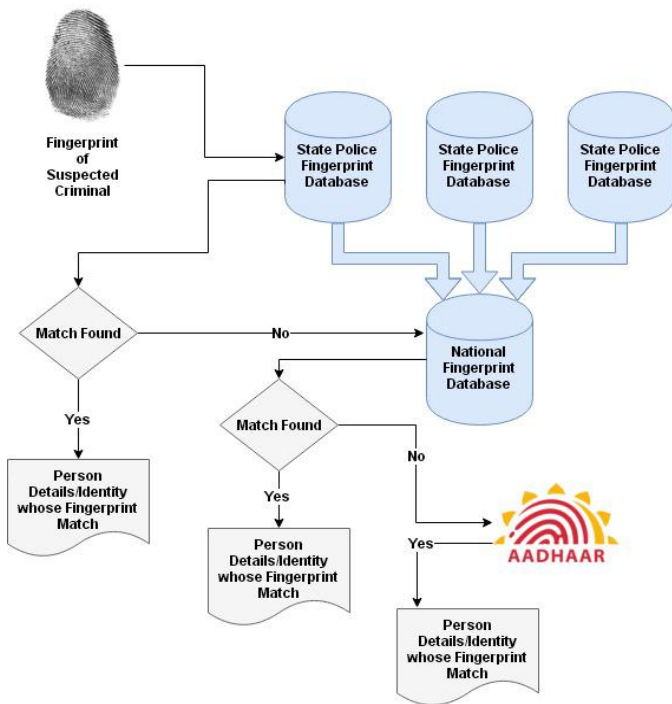 Fingerprint
of
Suspected
Criminal
State Police
Fingerprint
Database
State Police
Fingerprint
Database
State Police
Fingerprint
Database
Match Found
No
National
Fingerprint
Database
Yes
Match Found
No
Person
Details/Identity
whose Fingerprint
Match
Yes
Yes
AADHAAR
Person
Details/Identity
whose Fingerprint
Match
Person
Details/Identity
whose Fingerprint
Match